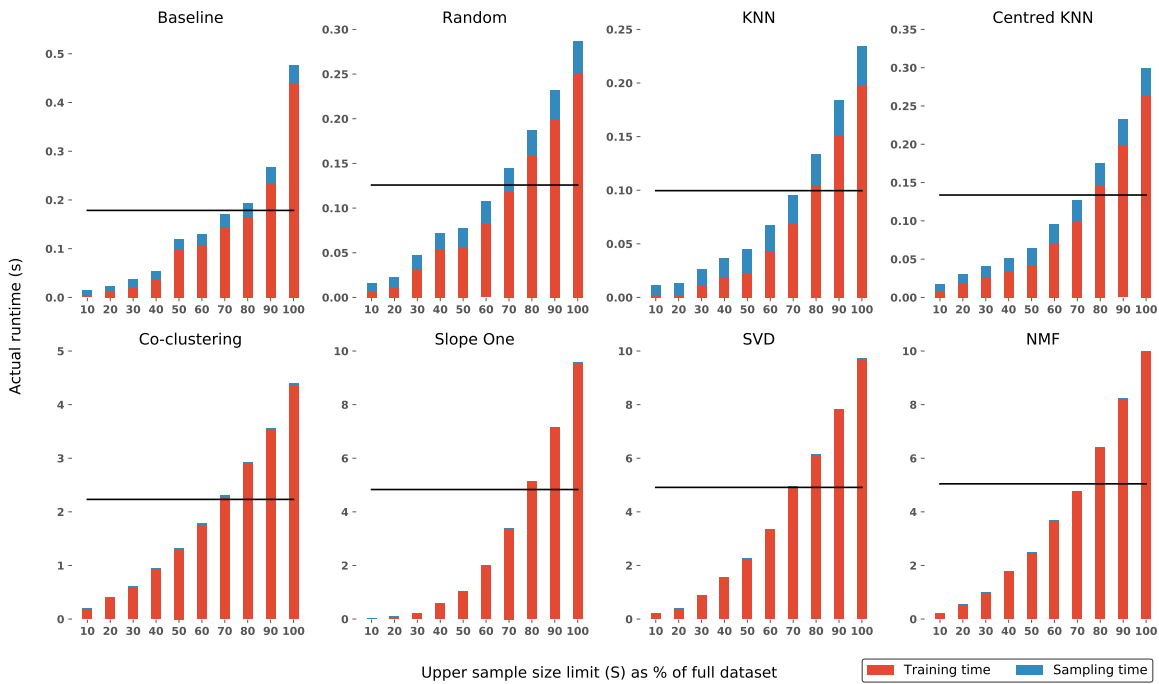 Baseline
Random
KNN
Centred KNN
0.5
0.4
0.3
0.2
0.1
0.0
10 20 30 40 50 60 70 80 90 100
0.30
0.25
0.20
0.15
0.10
0.05
0.00
10 20 30 40 50 60 70 80 90 100
0.25
0.20
0.15
0.10
0.05
0.00
10 20 30 40 50 60 70 80 90 100
0.35
0.30
0.25
0.20
0.15
0.10
0.05
0.00
10 20 30 40 50 60 70 80 90 100
Actual runtime (s)
Co-clustering
Slope One
SVD
NMF
5
4
3
2
1
0
10 20 30 40 50 60 70 80 90 100
10
8
6
4
2
0
10 20 30 40 50 60 70 80 90 100
10
8
6
4
2
0
10 20 30 40 50 60 70 80 90 100
10
8
6
4
2
0
10 20 30 40 50 60 70 80 90 100
Upper sample size limit (S) as % of full dataset
Training time
Sampling time